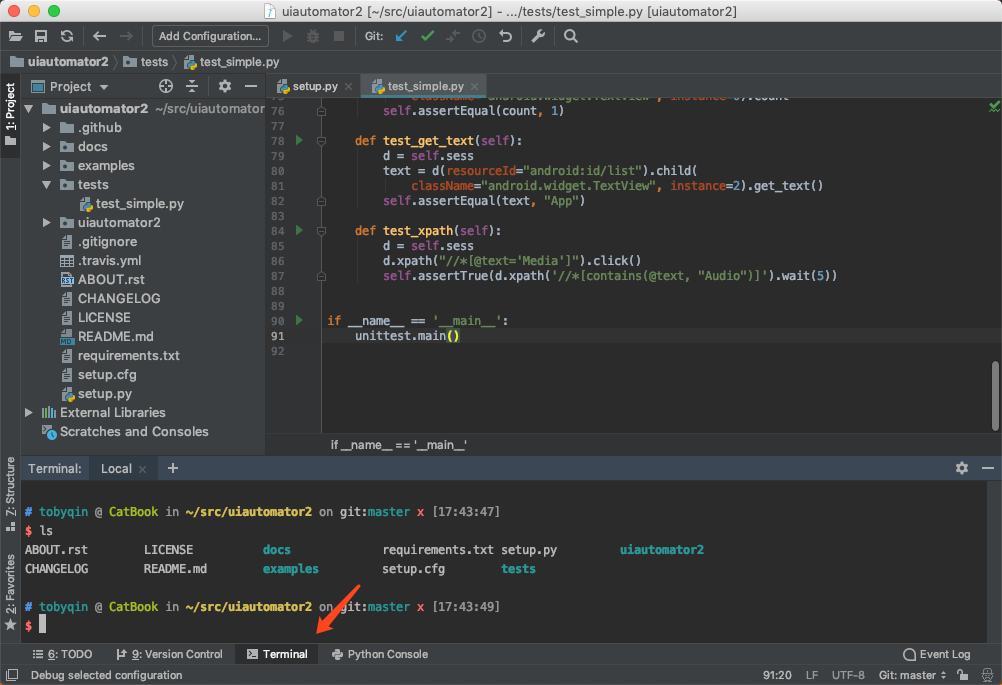 uiautomator2 [~/src/uiautomator2] - .../tests/test_simple.py [uiautomator2]
Add Configuration... Git:
uiautomator2 tests test_simple.py
1: Project
Project
setup.py test_simple.py
uiautomator2 ~/src/uiautomator
.github
docs
examples
tests
test_simple.py
uiautomator2
.gitignore
.travis.yml
ABOUT.rst
CHANGELOG
LICENSE
README.md
requirements.txt
setup.cfg
setup.py
External Libraries
Scratches and Consoles
76 self.assertEqual(count, 1)
77
78 def test_get_text(self):
79 d = self.sess
80 text = d(resourceId="android:id/list").child(
81 className="android.widget.TextView", instance=2).get_text()
82 self.assertEqual(text, "App")
83
84 def test_xpath(self):
85 d = self.sess
86 d.xpath("//*[@text='Media']").click()
87 self.assertTrue(d.xpath('//*[contains(@text, "Audio")]').wait(5))
88
89
90 if __name__ == '__main__':
91 unittest.main()
92
if __name__ == '__main__'
Z: Structure
2: Favorites
Terminal: Local +
# tobyqin @ CatBook in ~/src/uiautomator2 on git:master x [17:43:47]
$ ls
ABOUT.rst LICENSE docs requirements.txt setup.py uiautomator2
CHANGELOG README.md examples setup.cfg tests
# tobyqin @ CatBook in ~/src/uiautomator2 on git:master x [17:43:49]
$
6: TODO 9: Version Control Terminal Python Console Event Log
Debug selected configuration 91:20 LF UTF-8 Git: master